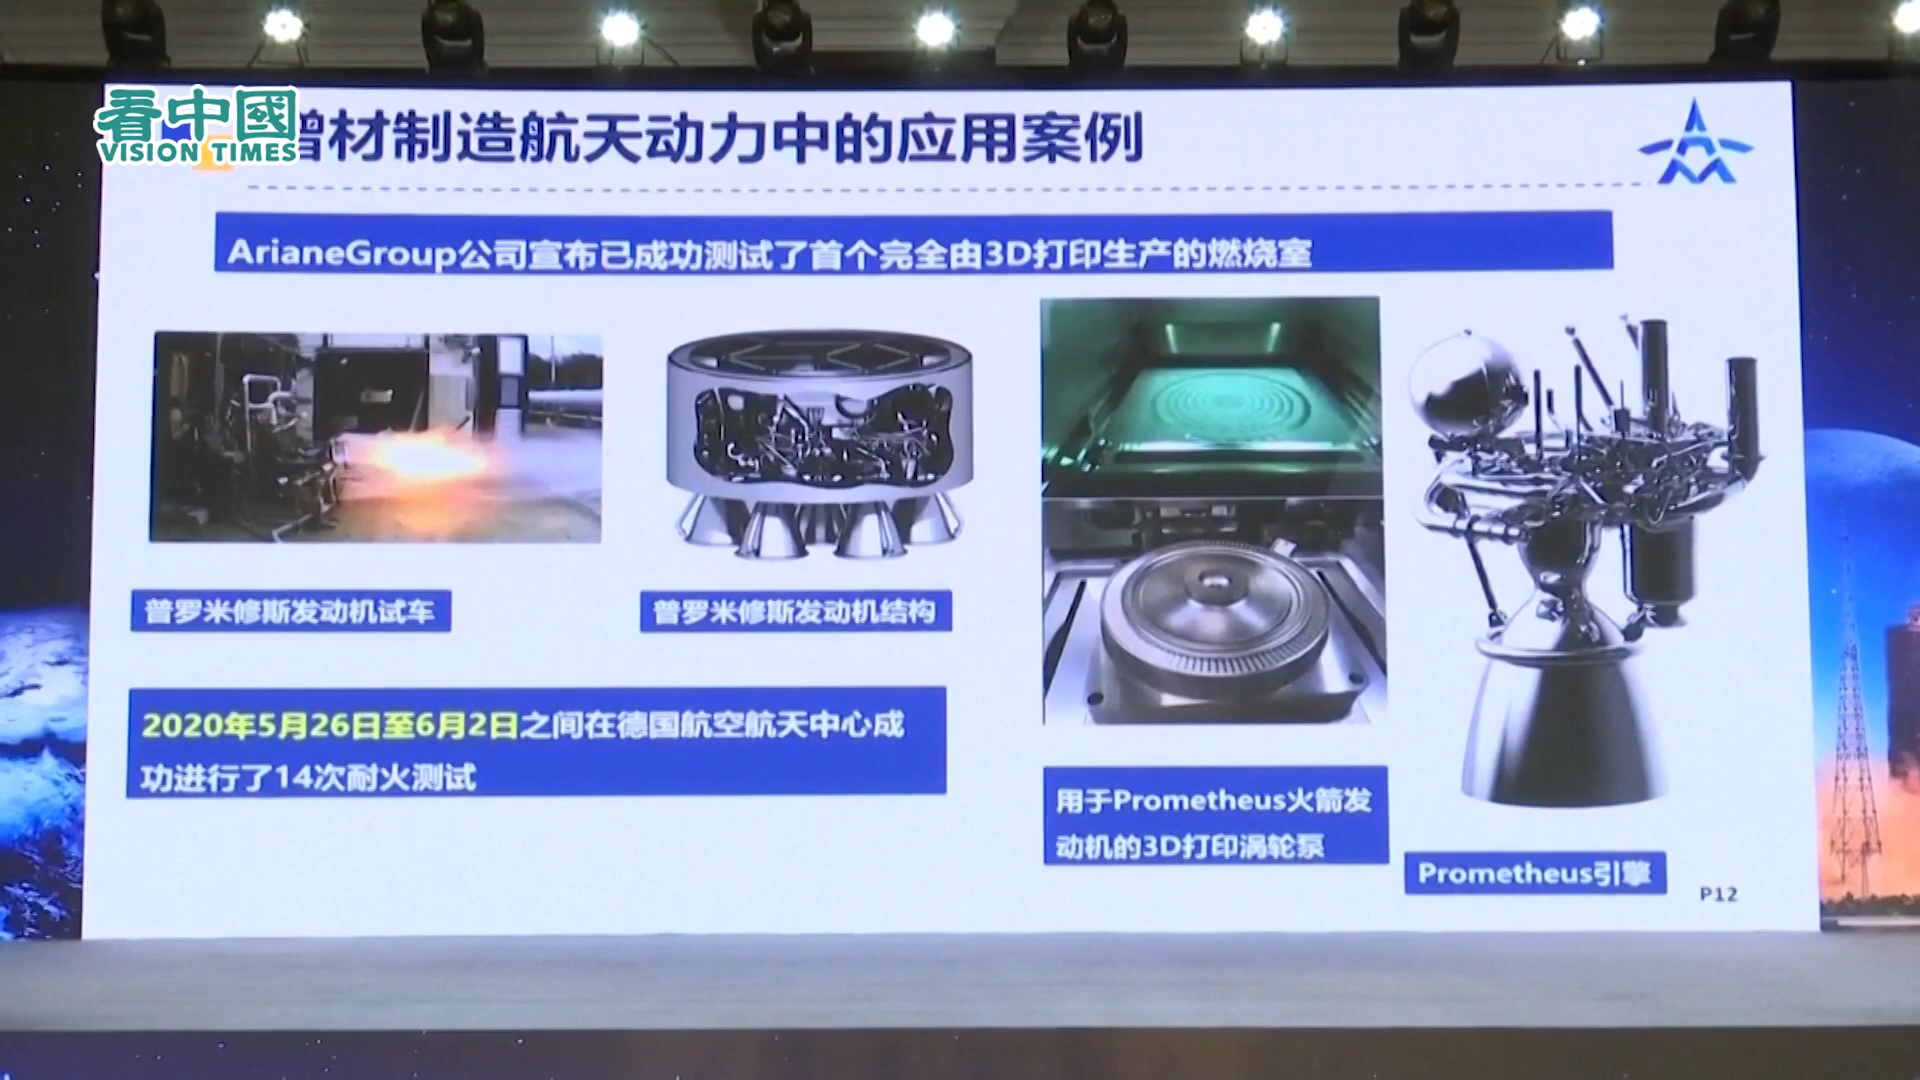 看中國
VISION TIMES
增材制造航天动力中的应用案例
ArianeGroup公司宣布已成功测试了首个完全由3D打印生产的燃烧室
普罗米修斯发动机试车
普罗米修斯发动机结构
2020年5月26日至6月2日之间在德国航空航天中心成
功进行了14次耐火测试
用于Prometheus火箭发
动机的3D打印涡轮泵
Prometheus引擎
P12